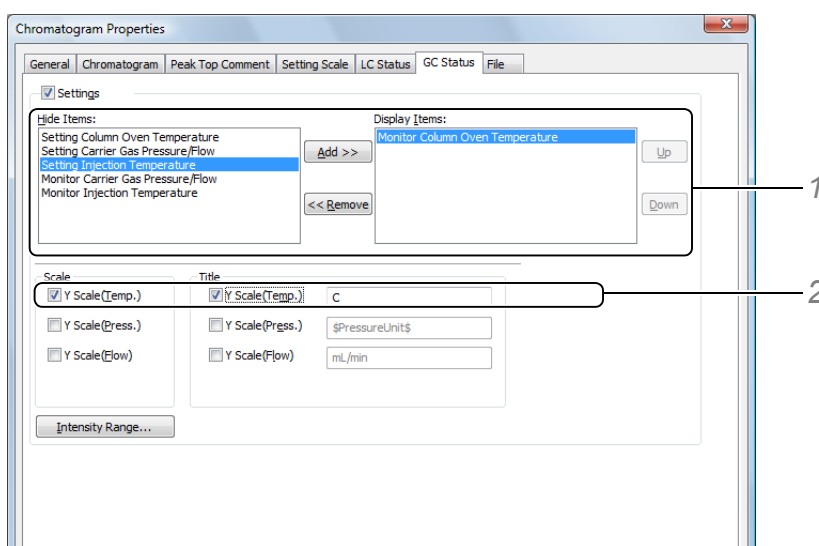 Chromatogram Properties
General Chromatogram Peak Top Comment Setting Scale LC Status GC Status File
Settings
Hide Items: Display Items:
Setting Column Oven Temperature Monitor Column Oven Temperature
Setting Carrier Gas Pressure/Flow Add >> Up
Setting Injection Temperature
Monitor Carrier Gas Pressure/Flow
Monitor Injection Temperature
<< Remove Down
1
Scale Title
Y Scale(Temp.) Y Scale(Temp.) C
2
Y Scale(Press.) Y Scale(Press.) $PressureUnit$
Y Scale(Flow) Y Scale(Flow) mL/min
Intensity Range...